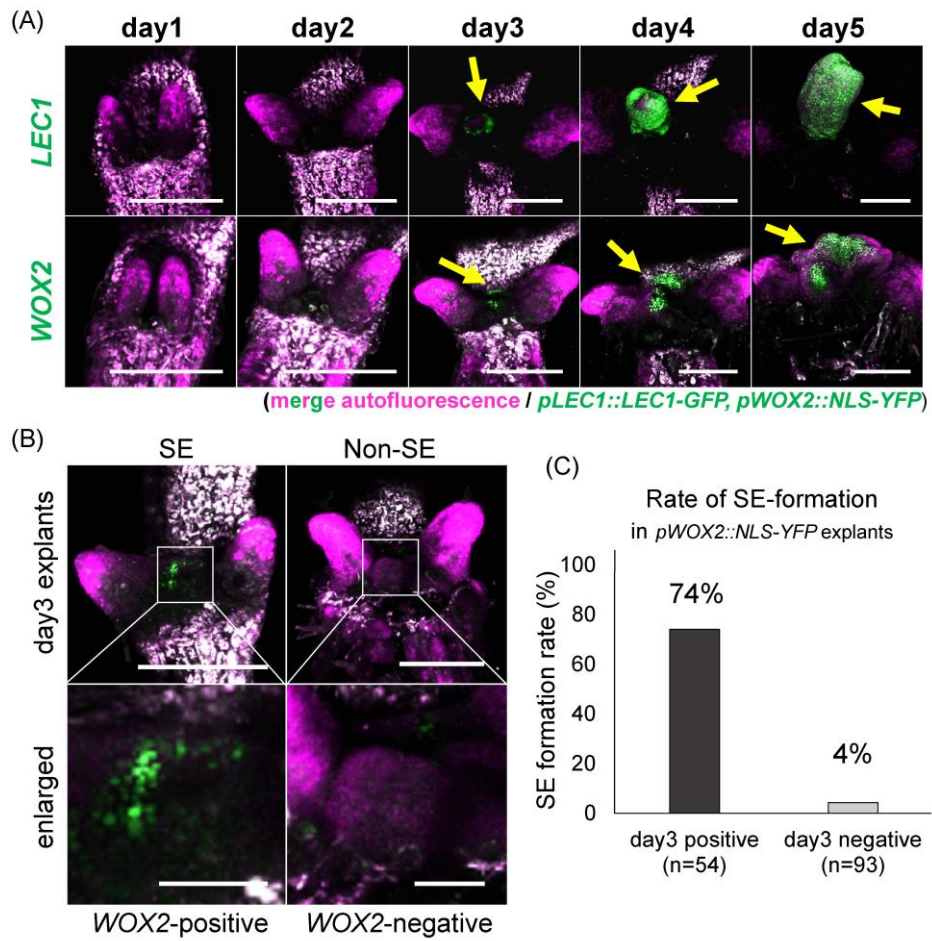 (A)
day1 day2 day3 day4 day5
LEC1
WOX2
(merge autofluorescence / pLEC1::LEC1-GFP, pWOX2::NLS-YFP)
(B)
SE Non-SE
day3 explants
enlarged
WOX2-positive WOX2-negative
(C)
Rate of SE-formation
in pWOX2::NLS-YFP explants
SE formation rate (%)
100
80
60
40
20
0
74%
4%
day3 positive day3 negative
(n=54) (n=93)